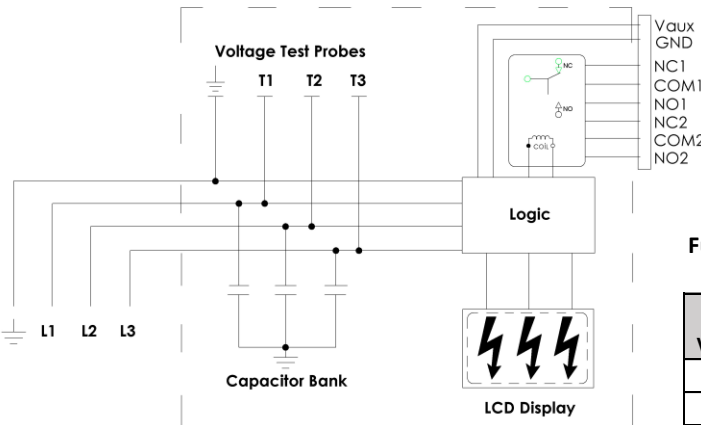 Voltage Test Probes
T1 T2 T3
Vaux
GND
NC1
COM1
NO1
NC2
COM2
NO2
NC
NO
COIL
Logic
L1 L2 L3
Capacitor Bank
LCD Display